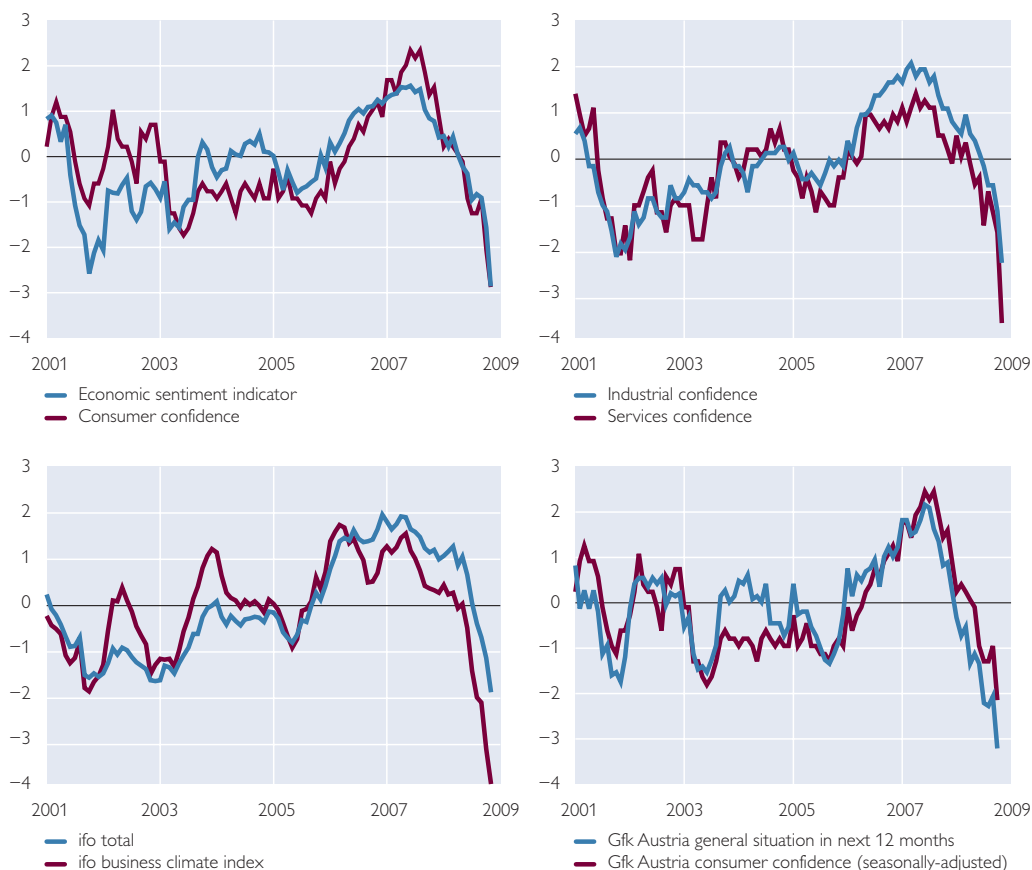 3
2
1
0
−1
−2
−3
−4
2001 2003 2005 2007 2009
Economic sentiment indicator
Consumer confidence
3
2
1
0
−1
−2
−3
−4
2001 2003 2005 2007 2009
Industrial confidence
Services confidence
3
2
1
0
−1
−2
−3
−4
2001 2003 2005 2007 2009
ifo total
ifo business climate index
3
2
1
0
−1
−2
−3
−4
2001 2003 2005 2007 2009
Gfk Austria general situation in next 12 months
Gfk Austria consumer confidence (seasonally-adjusted)